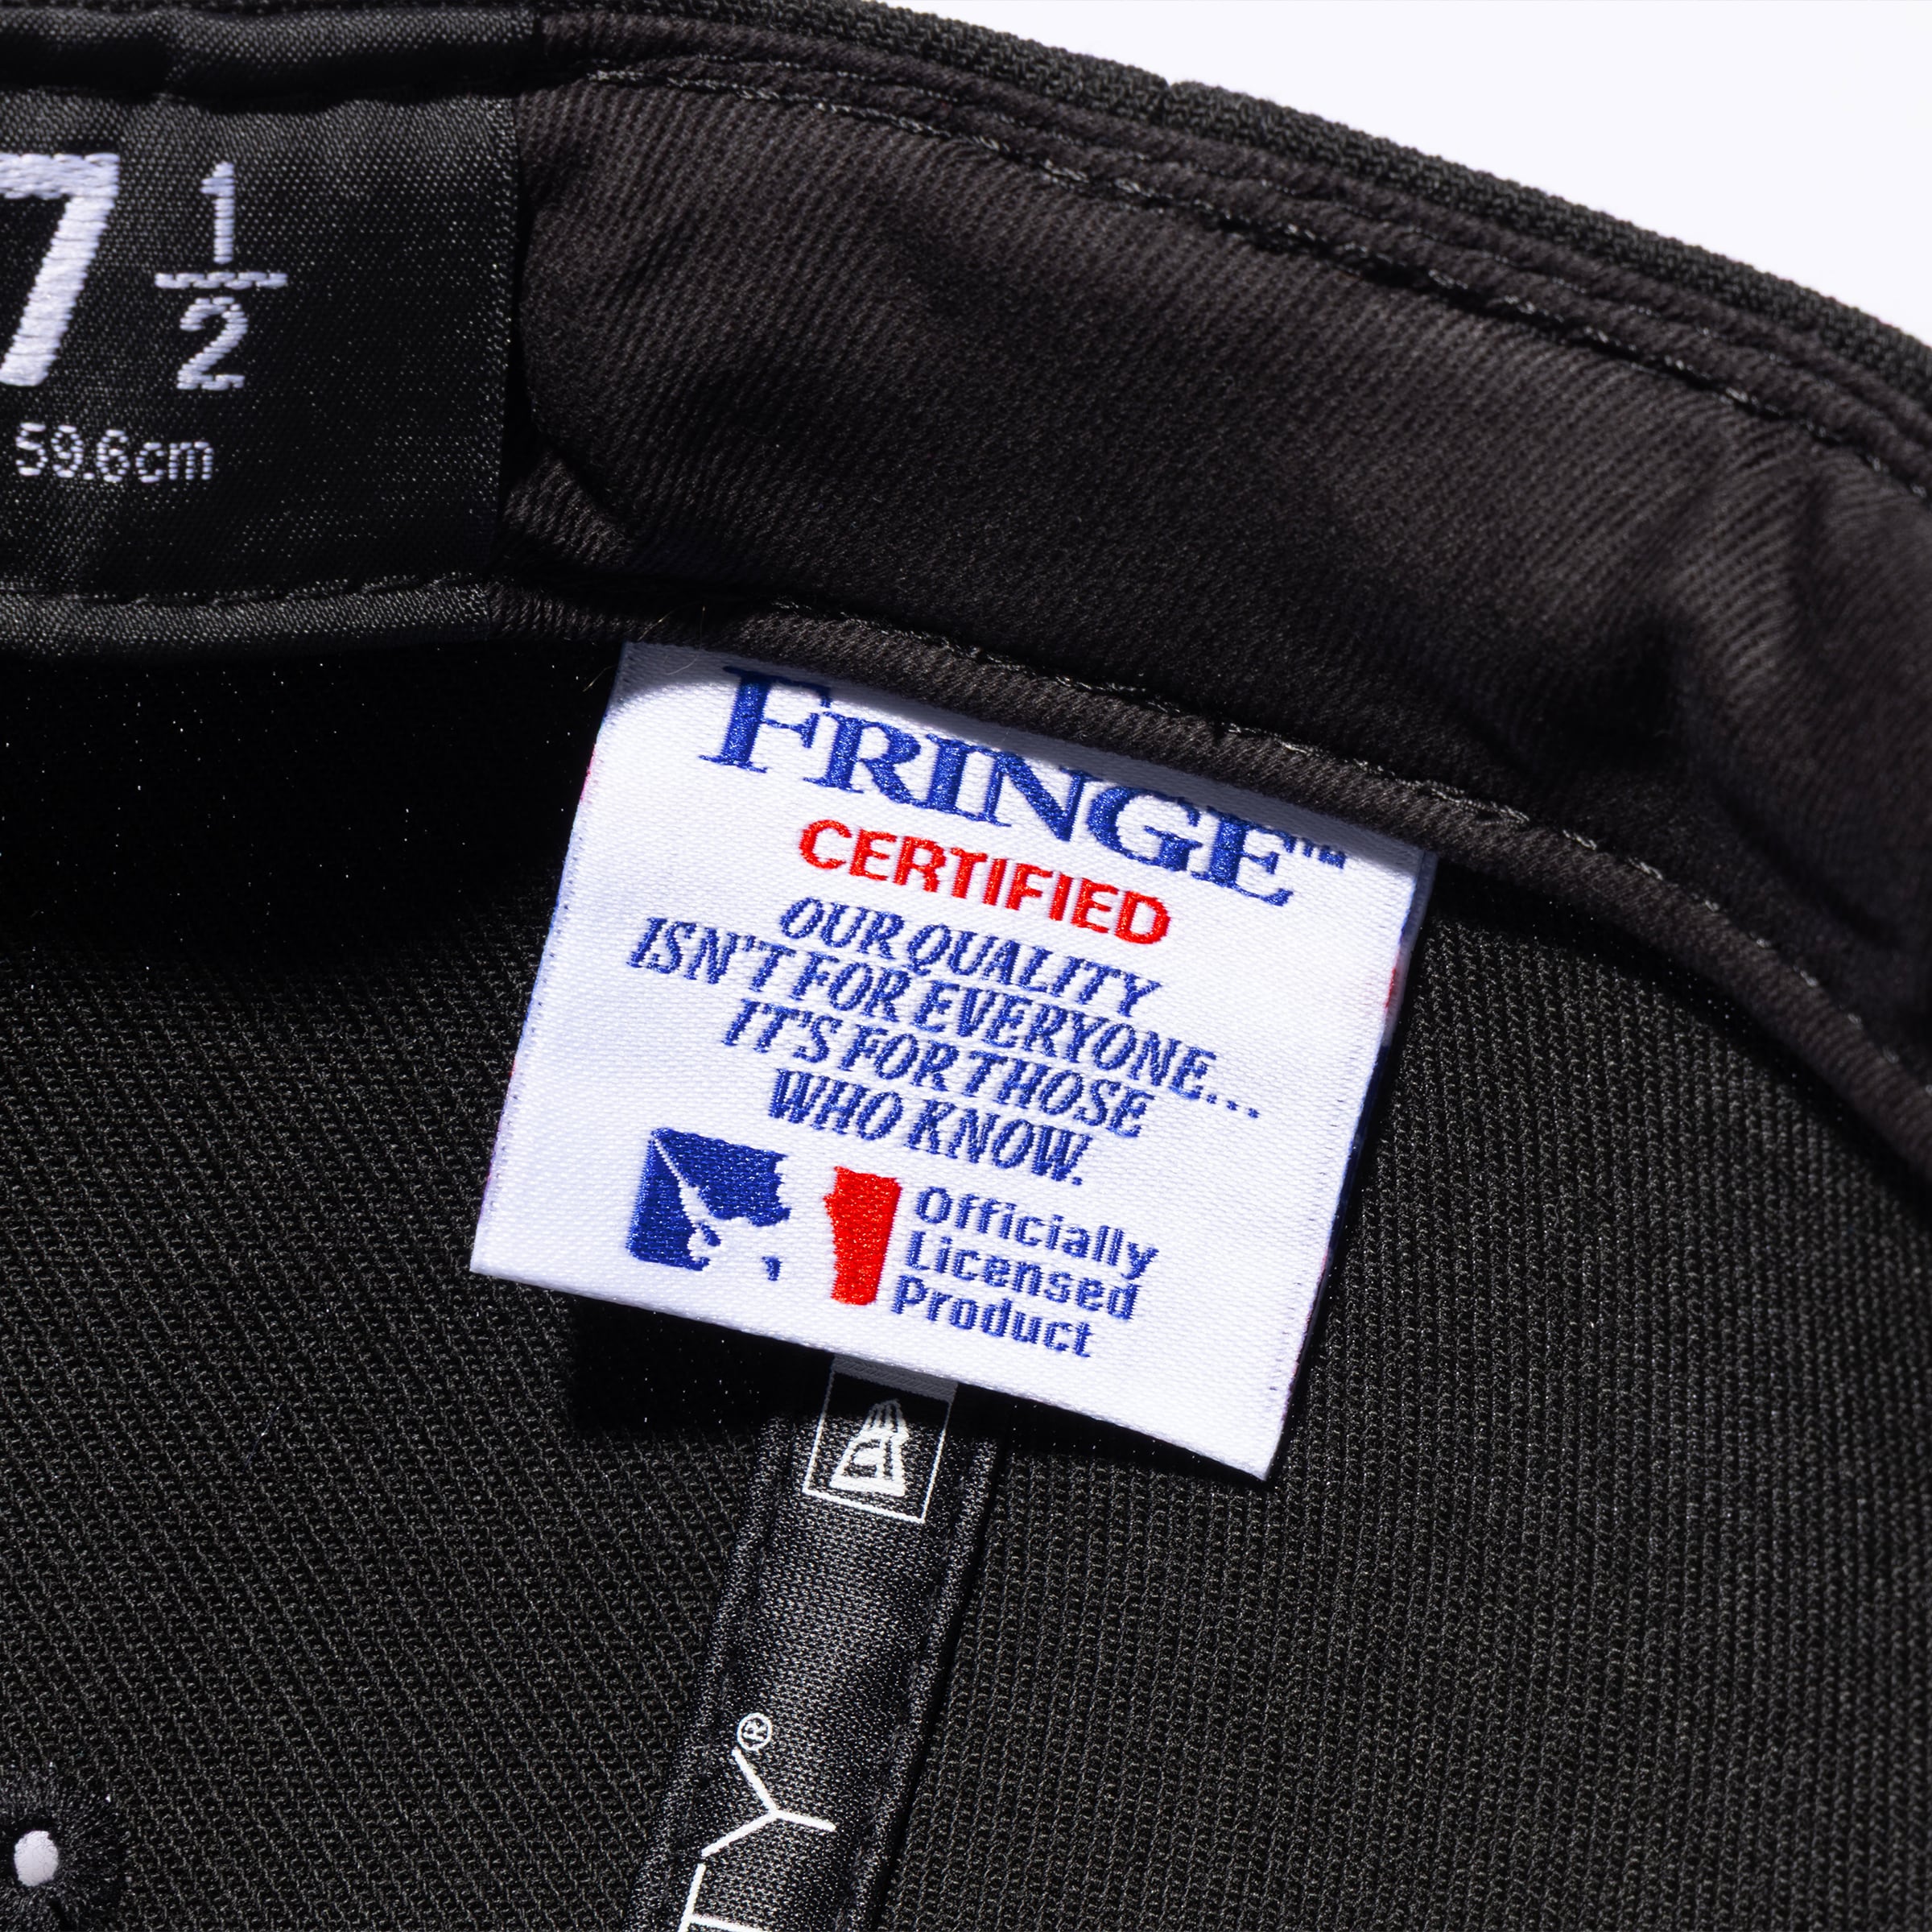 7 1/2
59.6cm
FRINGE™
CERTIFIED
OUR QUALITY
ISN'T FOR EVERYONE...
IT'S FOR THOSE
WHO KNOW.
Officially
Licensed
Product
TY®